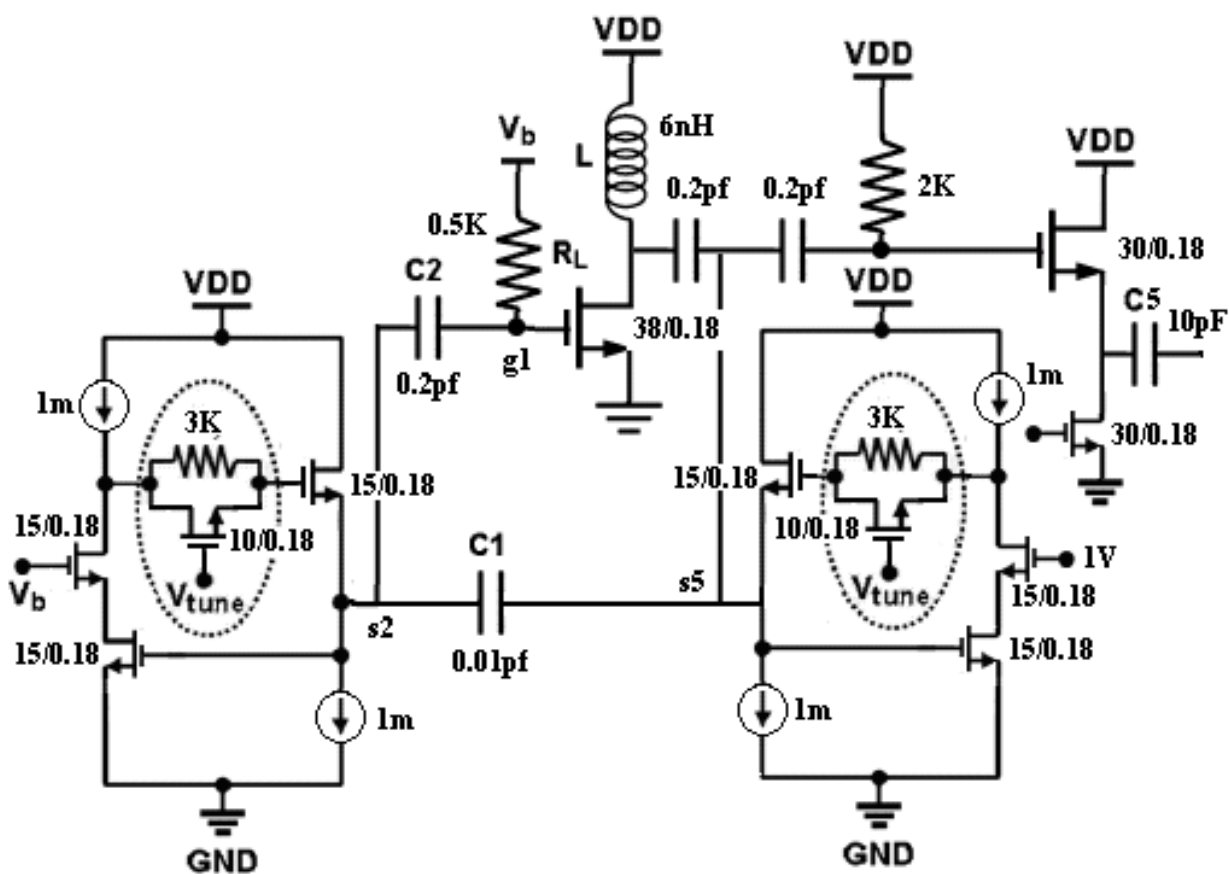 VDD
VDD
6nH
L
Vb
VDD
0.2pf
0.2pf
2K
0.5K
RL
C2
VDD
VDD
30/0.18
C5
10pF
38/0.18
g1
0.2pf
1m
3K
15/0.18
3K
15/0.18
1m
30/0.18
15/0.18
10/0.18
C1
10/0.18
1V
Vb
Vtune
s5
Vtune
15/0.18
s2
15/0.18
0.01pf
15/0.18
1m
1m
GND
GND